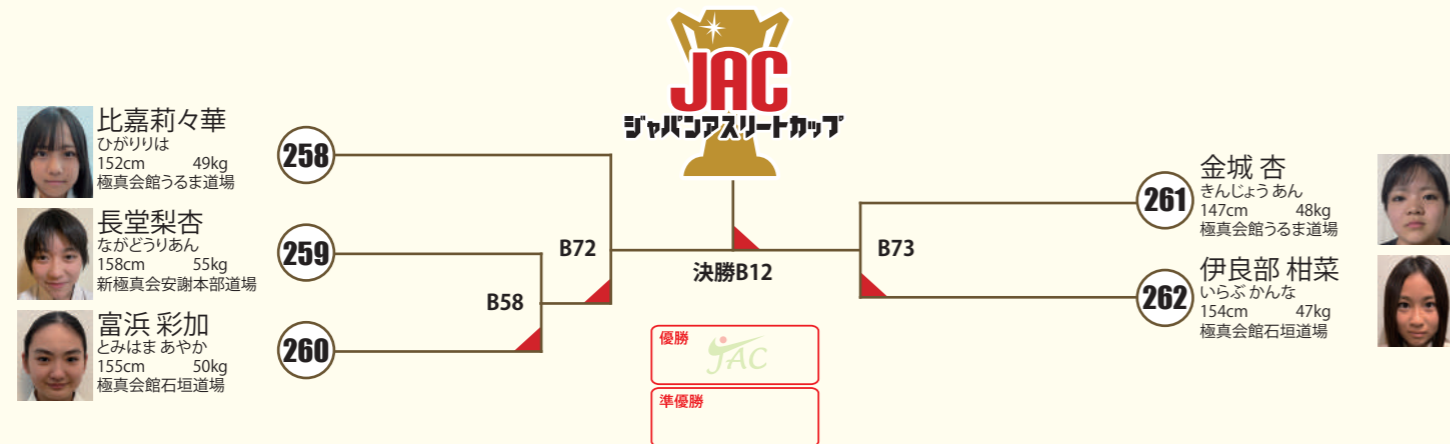 JAC
ジャパンアスリートカップ
比嘉莉々華
ひがりりは
152cm 49kg
極真会館うるま道場
258
長堂梨杏
ながどうりあん
158cm 55kg
新極真会安謝本部道場
259
富浜 彩加
とみはま あやか
155cm 50kg
極真会館石垣道場
260
B72
B58
決勝B12
B73
261
金城 杏
きんじょう あん
147cm 48kg
極真会館うるま道場
262
伊良部 柑菜
いらぶ かんな
154cm 47kg
極真会館石垣道場
優勝
JAC
準優勝